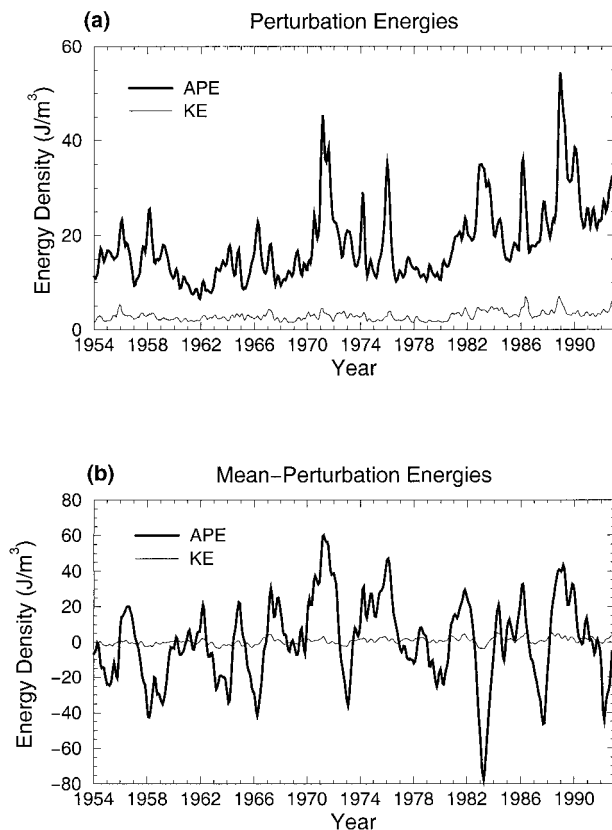 (a) Perturbation Energies
60
40
20
0
Energy Density (J/m³)
APE
KE
1954 1958 1962 1966 1970 1974 1978 1982 1986 1990
Year
(b) Mean−Perturbation Energies
80
60
40
20
0
−20
−40
−60
−80
Energy Density (J/m³)
APE
KE
1954 1958 1962 1966 1970 1974 1978 1982 1986 1990
Year